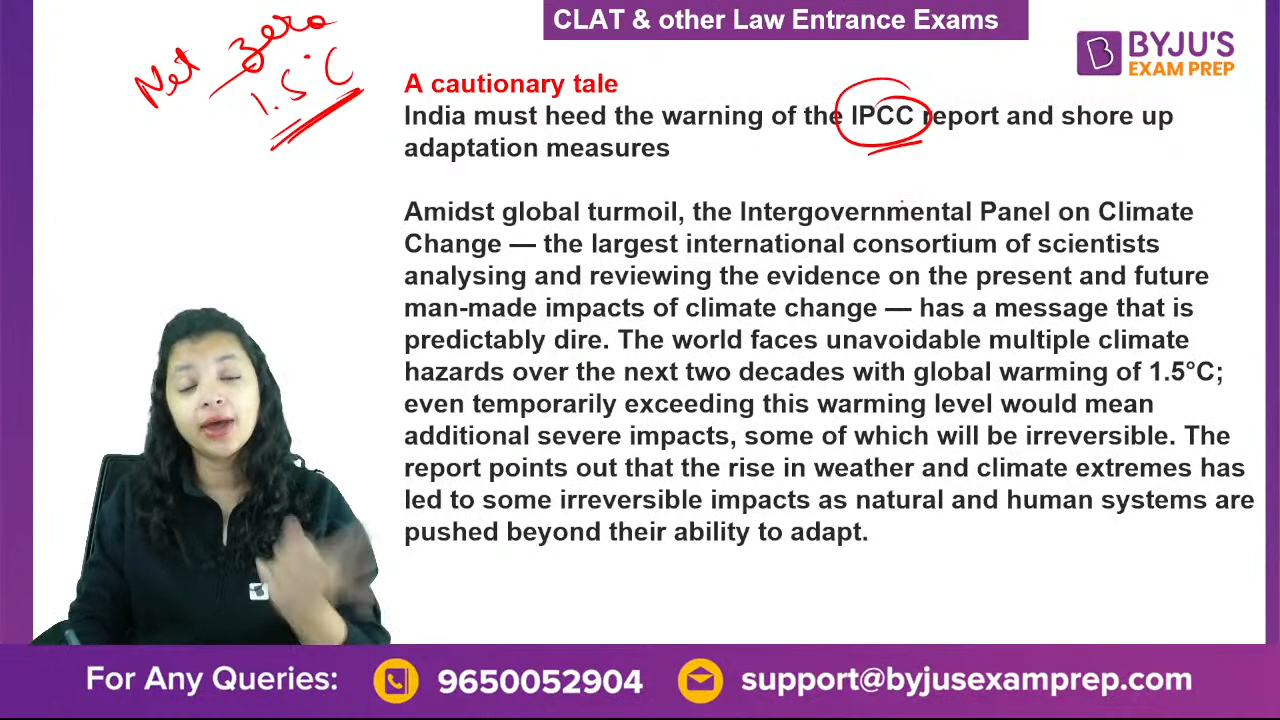 CLAT & other Law Entrance Exams
BYJU'S
EXAM PREP
Net zero
1.5°C
A cautionary tale
India must heed the warning of the IPCC report and shore up
adaptation measures
Amidst global turmoil, the Intergovernmental Panel on Climate
Change — the largest international consortium of scientists
analysing and reviewing the evidence on the present and future
man-made impacts of climate change — has a message that is
predictably dire. The world faces unavoidable multiple climate
hazards over the next two decades with global warming of 1.5°C;
even temporarily exceeding this warming level would mean
additional severe impacts, some of which will be irreversible. The
report points out that the rise in weather and climate extremes has
led to some irreversible impacts as natural and human systems are
pushed beyond their ability to adapt.
For Any Queries: 9650052904 support@byjusexamprep.com